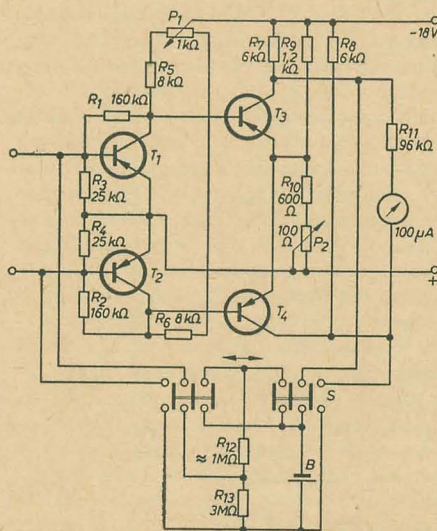 P1
1kΩ
-18V
R7
6kΩ
R9
1,2
kΩ
R8
6kΩ
R5
8kΩ
R1 160kΩ
T1
T3
R11
96kΩ
R3
25kΩ
R10
600
Ω
R4
25kΩ
100
Ω
P2
100μA
+
T2
R2
160kΩ
R6 8kΩ
T4
S
R12
≈1MΩ
B
R13
3MΩ